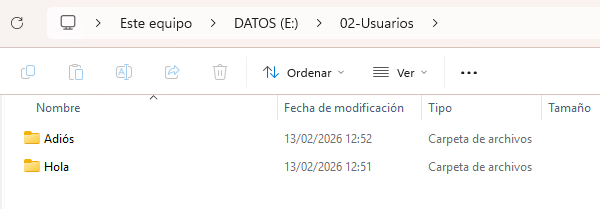 Este equipo > DATOS (E:) > 02-Usuarios >
Ordenar Ver ...
Nombre Fecha de modificación Tipo Tamaño
Adiós 13/02/2026 12:52 Carpeta de archivos
Hola 13/02/2026 12:51 Carpeta de archivos